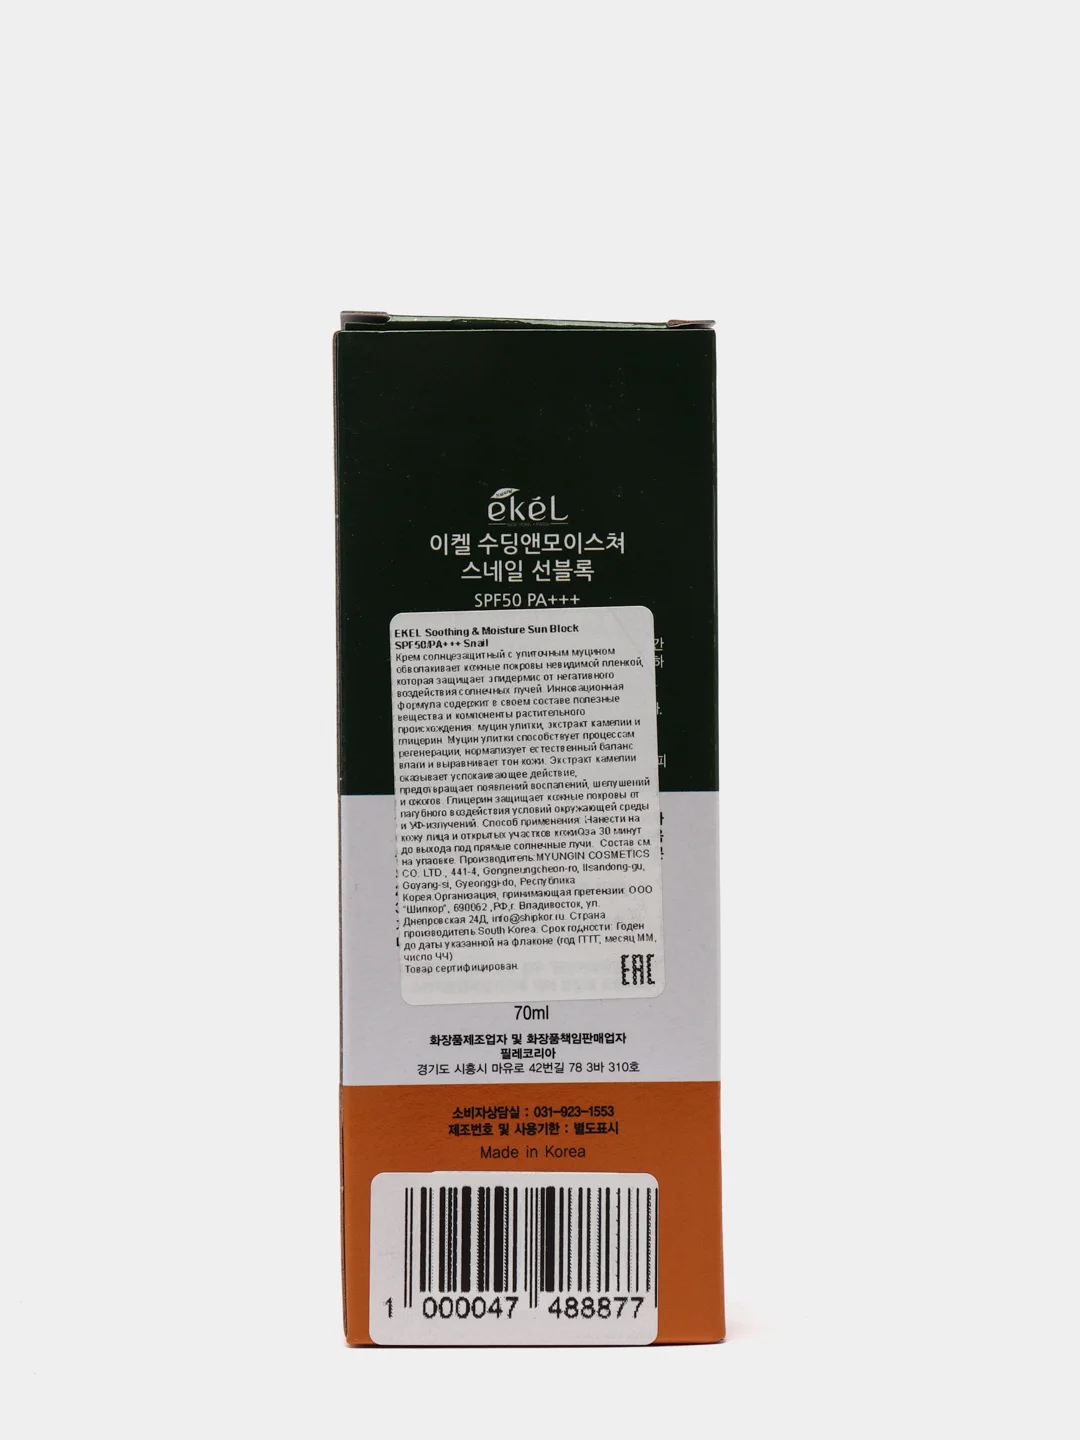 ekéL
이켈 수딩앤모이스쳐
스네일 선블록
SPF50 PA+++
EKEL Soothing & Moisture Sun Block
SPF50/PA+++ Snail
Крем солнцезащитный с улиточным муцином
обволакивает кожные покровы невидимой пленкой,
которая защищает эпидермис от негативного
воздействия солнечных лучей. Инновационная
формула содержит в своем составе полезные
вещества и компоненты растительного
происхождения: муцин улитки, экстракт камелии и
глицерин. Муцин улитки способствует процессам
регенерации, нормализует естественный баланс
влаги и выравнивает тон кожи. Экстракт камелии
оказывает успокаивающее действие,
предотвращает появлений воспалений, шелушений
и ожогов. Глицерин защищает кожные покровы от
пагубного воздействия условий окружающей среды
и УФ-излучений. Способ применения: Нанести на
кожу лица и открытых участков кожи за 30 минут
до выхода под прямые солнечные лучи. Состав см.
на упаовке. Производитель:MYUNGIN COSMETICS
CO. LTD., 441-4, Gongneungcheon-ro, Ilsandong-gu,
Goyang-si, Gyeonggi-do, Республика
Корея.Организация, принимающая претензии: ООО
"Шипкор", 690062 ,РФ,г. Владивосток, ул.
Днепровская 24Д, info@shipkor.ru. Страна
производитель:South Korea. Срок годности: Годен
до даты указанной на флаконе (год ГГГГ, месяц ММ,
число ЧЧ)
Товар сертифицирован.
EAC
70ml
화장품제조업자 및 화장품책임판매업자
필레코리아
경기도 시흥시 마유로 42번길 78 3바 310호
소비자상담실 : 031-923-1553
제조번호 및 사용기한 : 별도표시
Made in Korea
1 000047 488877